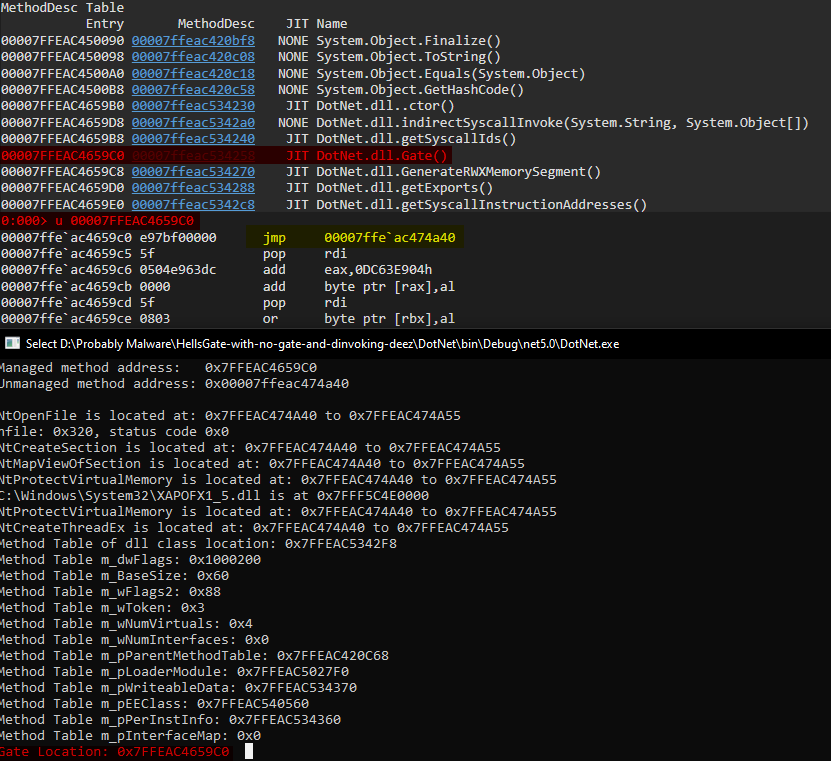 MethodDesc Table
Entry MethodDesc JIT Name
00007FFEAC450090 00007ffeac420bf8 NONE System.Object.Finalize()
00007FFEAC450098 00007ffeac420c08 NONE System.Object.ToString()
00007FFEAC4500A0 00007ffeac420c18 NONE System.Object.Equals(System.Object)
00007FFEAC4500B8 00007ffeac420c58 NONE System.Object.GetHashCode()
00007FFEAC4659B0 00007ffeac534230 JIT DotNet.dll..ctor()
00007FFEAC4659D8 00007ffeac5342a0 NONE DotNet.dll.indirectSyscallInvoke(System.String, System.Object[])
00007FFEAC4659B8 00007ffeac534240 JIT DotNet.dll.getSyscallIds()
00007FFEAC4659C0 00007ffeac534258 JIT DotNet.dll.Gate()
00007FFEAC4659C8 00007ffeac534270 JIT DotNet.dll.GenerateRWXMemorySegment()
00007FFEAC4659D0 00007ffeac534288 JIT DotNet.dll.getExports()
00007FFEAC4659E0 00007ffeac5342c8 JIT DotNet.dll.getSyscallInstructionAddresses()
0:000> u 00007FFEAC4659C0
00007ffe`ac4659c0 e97bf00000 jmp 00007ffe`ac474a40
00007ffe`ac4659c5 5f pop rdi
00007ffe`ac4659c6 0504e963dc add eax,0DC63E904h
00007ffe`ac4659cb 0000 add byte ptr [rax],al
00007ffe`ac4659cd 5f pop rdi
00007ffe`ac4659ce 0803 or byte ptr [rbx],al
Select D:\Probably Malware\HellsGate-with-no-gate-and-dinvoking-deez\DotNet\bin\Debug\net5.0\DotNet.exe
Managed method address: 0x7FFEAC4659C0
Unmanaged method address: 0x00007ffeac474a40
NtOpenFile is located at: 0x7FFEAC474A40 to 0x7FFEAC474A55
hfile: 0x320, status code 0x0
NtCreateSection is located at: 0x7FFEAC474A40 to 0x7FFEAC474A55
NtMapViewOfSection is located at: 0x7FFEAC474A40 to 0x7FFEAC474A55
NtProtectVirtualMemory is located at: 0x7FFEAC474A40 to 0x7FFEAC474A55
C:\Windows\System32\XAPOFX1_5.dll is at 0x7FFF5C4E0000
NtProtectVirtualMemory is located at: 0x7FFEAC474A40 to 0x7FFEAC474A55
NtCreateThreadEx is located at: 0x7FFEAC474A40 to 0x7FFEAC474A55
Method Table of dll class location: 0x7FFEAC5342F8
Method Table m_dwFlags: 0x1000200
Method Table m_BaseSize: 0x60
Method Table m_wFlags2: 0x88
Method Table m_wToken: 0x3
Method Table m_wNumVirtuals: 0x4
Method Table m_wNumInterfaces: 0x0
Method Table m_pParentMethodTable: 0x7FFEAC420C68
Method Table m_pLoaderModule: 0x7FFEAC5027F0
Method Table m_pWriteableData: 0x7FFEAC534370
Method Table m_pEEClass: 0x7FFEAC540560
Method Table m_pPerInstInfo: 0x7FFEAC534360
Method Table m_pInterfaceMap: 0x0
Gate Location: 0x7FFEAC4659C0